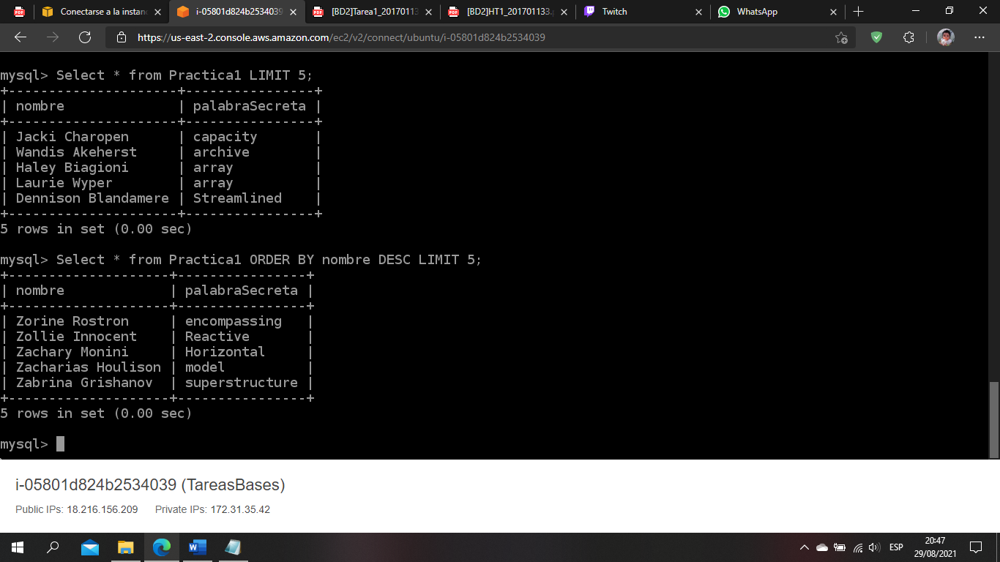 Conectarse a la instan
i-05801d824b2534039
[BD2]Tarea1_20170113
[BD2]HT1_201701133.
Twitch
WhatsApp
https://us-east-2.console.aws.amazon.com/ec2/v2/connect/ubuntu/i-05801d824b2534039
mysql> Select * from Practica1 LIMIT 5;
+---------------------+----------------+
| nombre              | palabraSecreta |
+---------------------+----------------+
| Jacki Charopen      | capacity       |
| Wandis Akeherst     | archive        |
| Haley Biagioni      | array          |
| Laurie Wyper        | array          |
| Dennison Blandamere | Streamlined    |
+---------------------+----------------+
5 rows in set (0.00 sec)
mysql> Select * from Practica1 ORDER BY nombre DESC LIMIT 5;
+--------------------+----------------+
| nombre             | palabraSecreta |
+--------------------+----------------+
| Zorine Rostron     | encompassing   |
| Zollie Innocent    | Reactive       |
| Zachary Monini     | Horizontal     |
| Zacharias Houlison | model          |
| Zabrina Grishanov  | superstructure |
+--------------------+----------------+
5 rows in set (0.00 sec)
mysql>
i-05801d824b2534039 (TareasBases)
Public IPs: 18.216.156.209 Private IPs: 172.31.35.42
ESP
20:47
29/08/2021